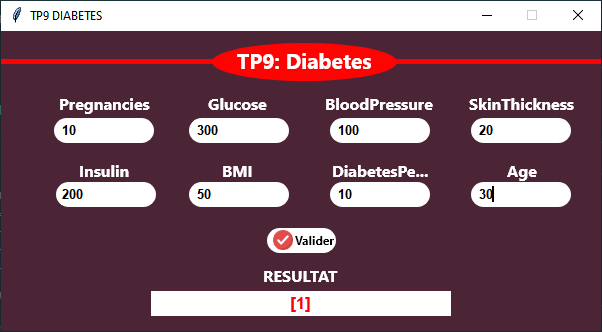 TP9 DIABETES
TP9: Diabetes
Pregnancies Glucose BloodPressure SkinThickness
10 300 100 20
Insulin BMI DiabetesPe... Age
200 50 10 30
Valider
RESULTAT
[1]